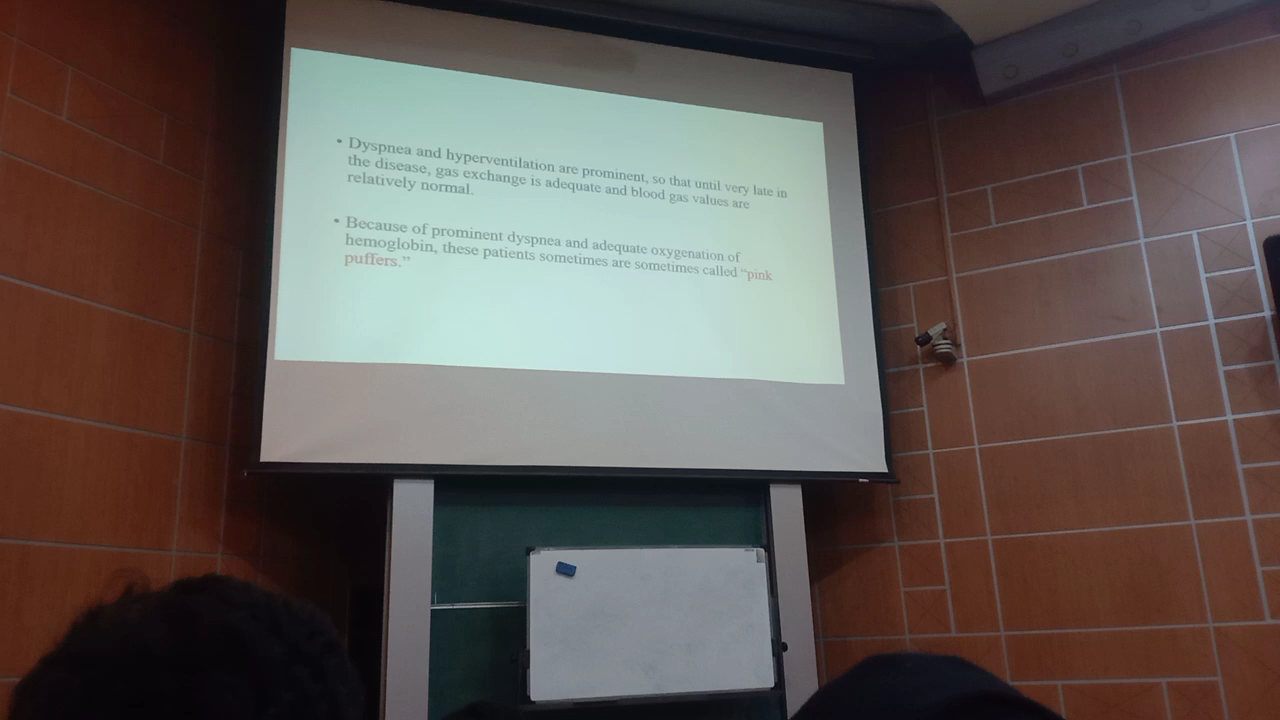 • Dyspnea and hyperventilation are prominent, so that until very late in
the disease, gas exchange is adequate and blood gas values are
relatively normal.
• Because of prominent dyspnea and adequate oxygenation of
hemoglobin, these patients sometimes are sometimes called “pink
puffers.”